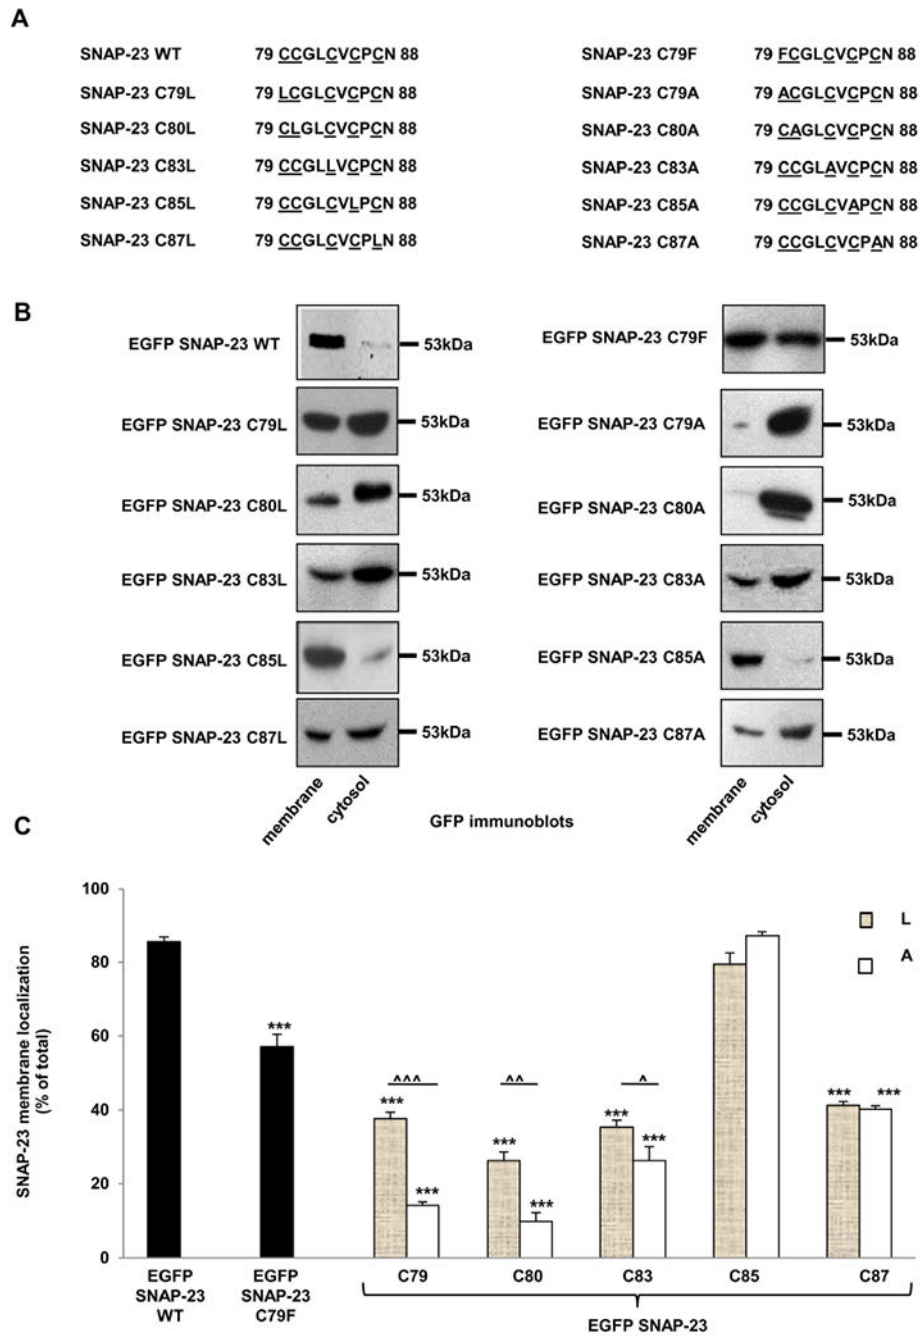 A
SNAP-23 WT 79 CCGLCVCPCN 88 SNAP-23 C79F 79 FCGLCVCPCN 88
SNAP-23 C79L 79 LCGLCVCPCN 88 SNAP-23 C79A 79 ACGLCVCPCN 88
SNAP-23 C80L 79 CLGLCVCPCN 88 SNAP-23 C80A 79 CAGLCVCPCN 88
SNAP-23 C83L 79 CCGLLVCPCN 88 SNAP-23 C83A 79 CCGLAVCPCN 88
SNAP-23 C85L 79 CCGLCVLPCN 88 SNAP-23 C85A 79 CCGLCVAPCN 88
SNAP-23 C87L 79 CCGLCVCPLN 88 SNAP-23 C87A 79 CCGLCVCPAN 88
B
EGFP SNAP-23 WT 53kDa EGFP SNAP-23 C79F 53kDa
EGFP SNAP-23 C79L 53kDa EGFP SNAP-23 C79A 53kDa
EGFP SNAP-23 C80L 53kDa EGFP SNAP-23 C80A 53kDa
EGFP SNAP-23 C83L 53kDa EGFP SNAP-23 C83A 53kDa
EGFP SNAP-23 C85L 53kDa EGFP SNAP-23 C85A 53kDa
EGFP SNAP-23 C87L 53kDa EGFP SNAP-23 C87A 53kDa
membrane cytosol membrane cytosol
GFP immunoblots
C
SNAP-23 membrane localization
(% of total)
100
80
60
40
20
0
L
A
***
^^^ ^^ ^
*** *** *** *** *** ***
*** ***
EGFP SNAP-23 WT
EGFP SNAP-23 C79F
C79 C80 C83 C85 C87
EGFP SNAP-23